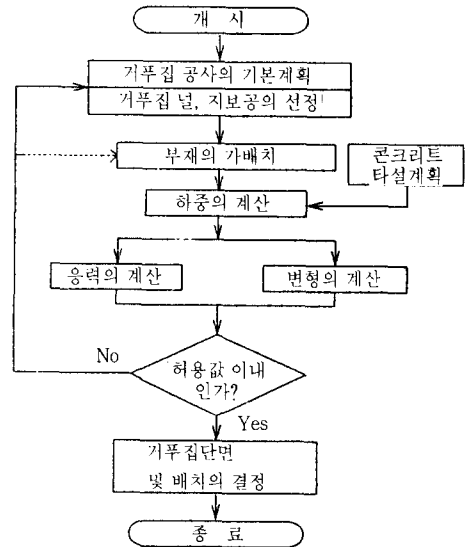 개 시
거푸집 공사의 기본계획
거푸집 널, 지보공의 선정
부재의 가배치
콘크리트
타설계획
하중의 계산
응력의 계산
변형의 계산
No
허용값 이내
인가?
Yes
거푸집단면
및 배치의 결정
종 료